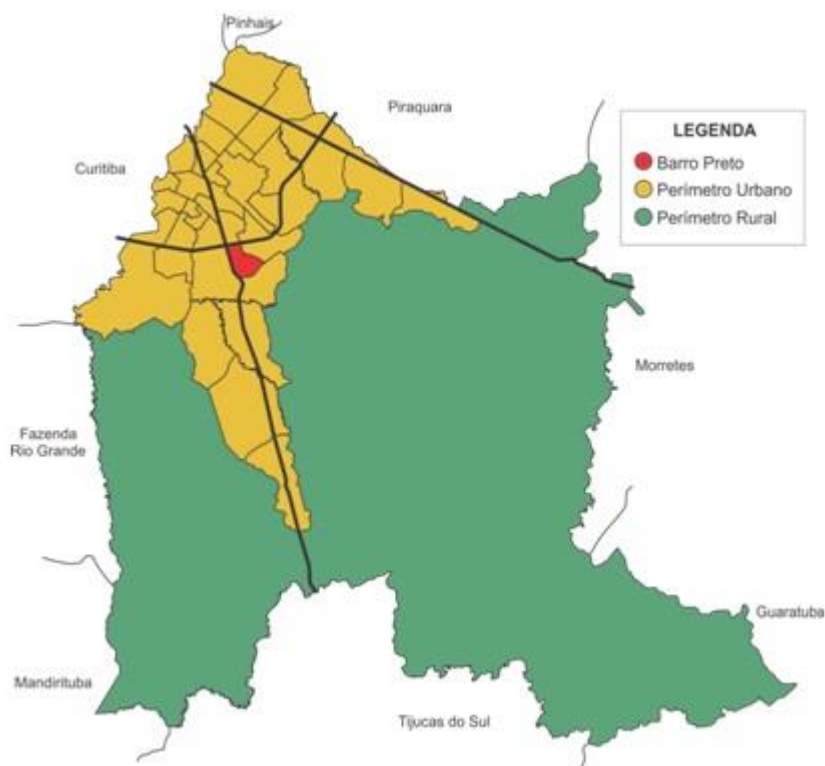 Pinhais
Piraquara
Curitiba
LEGENDA
Barro Preto
Perímetro Urbano
Perímetro Rural
Morretes
Fazenda
Rio Grande
Guaratuba
Mandirituba
Tijucas do Sul